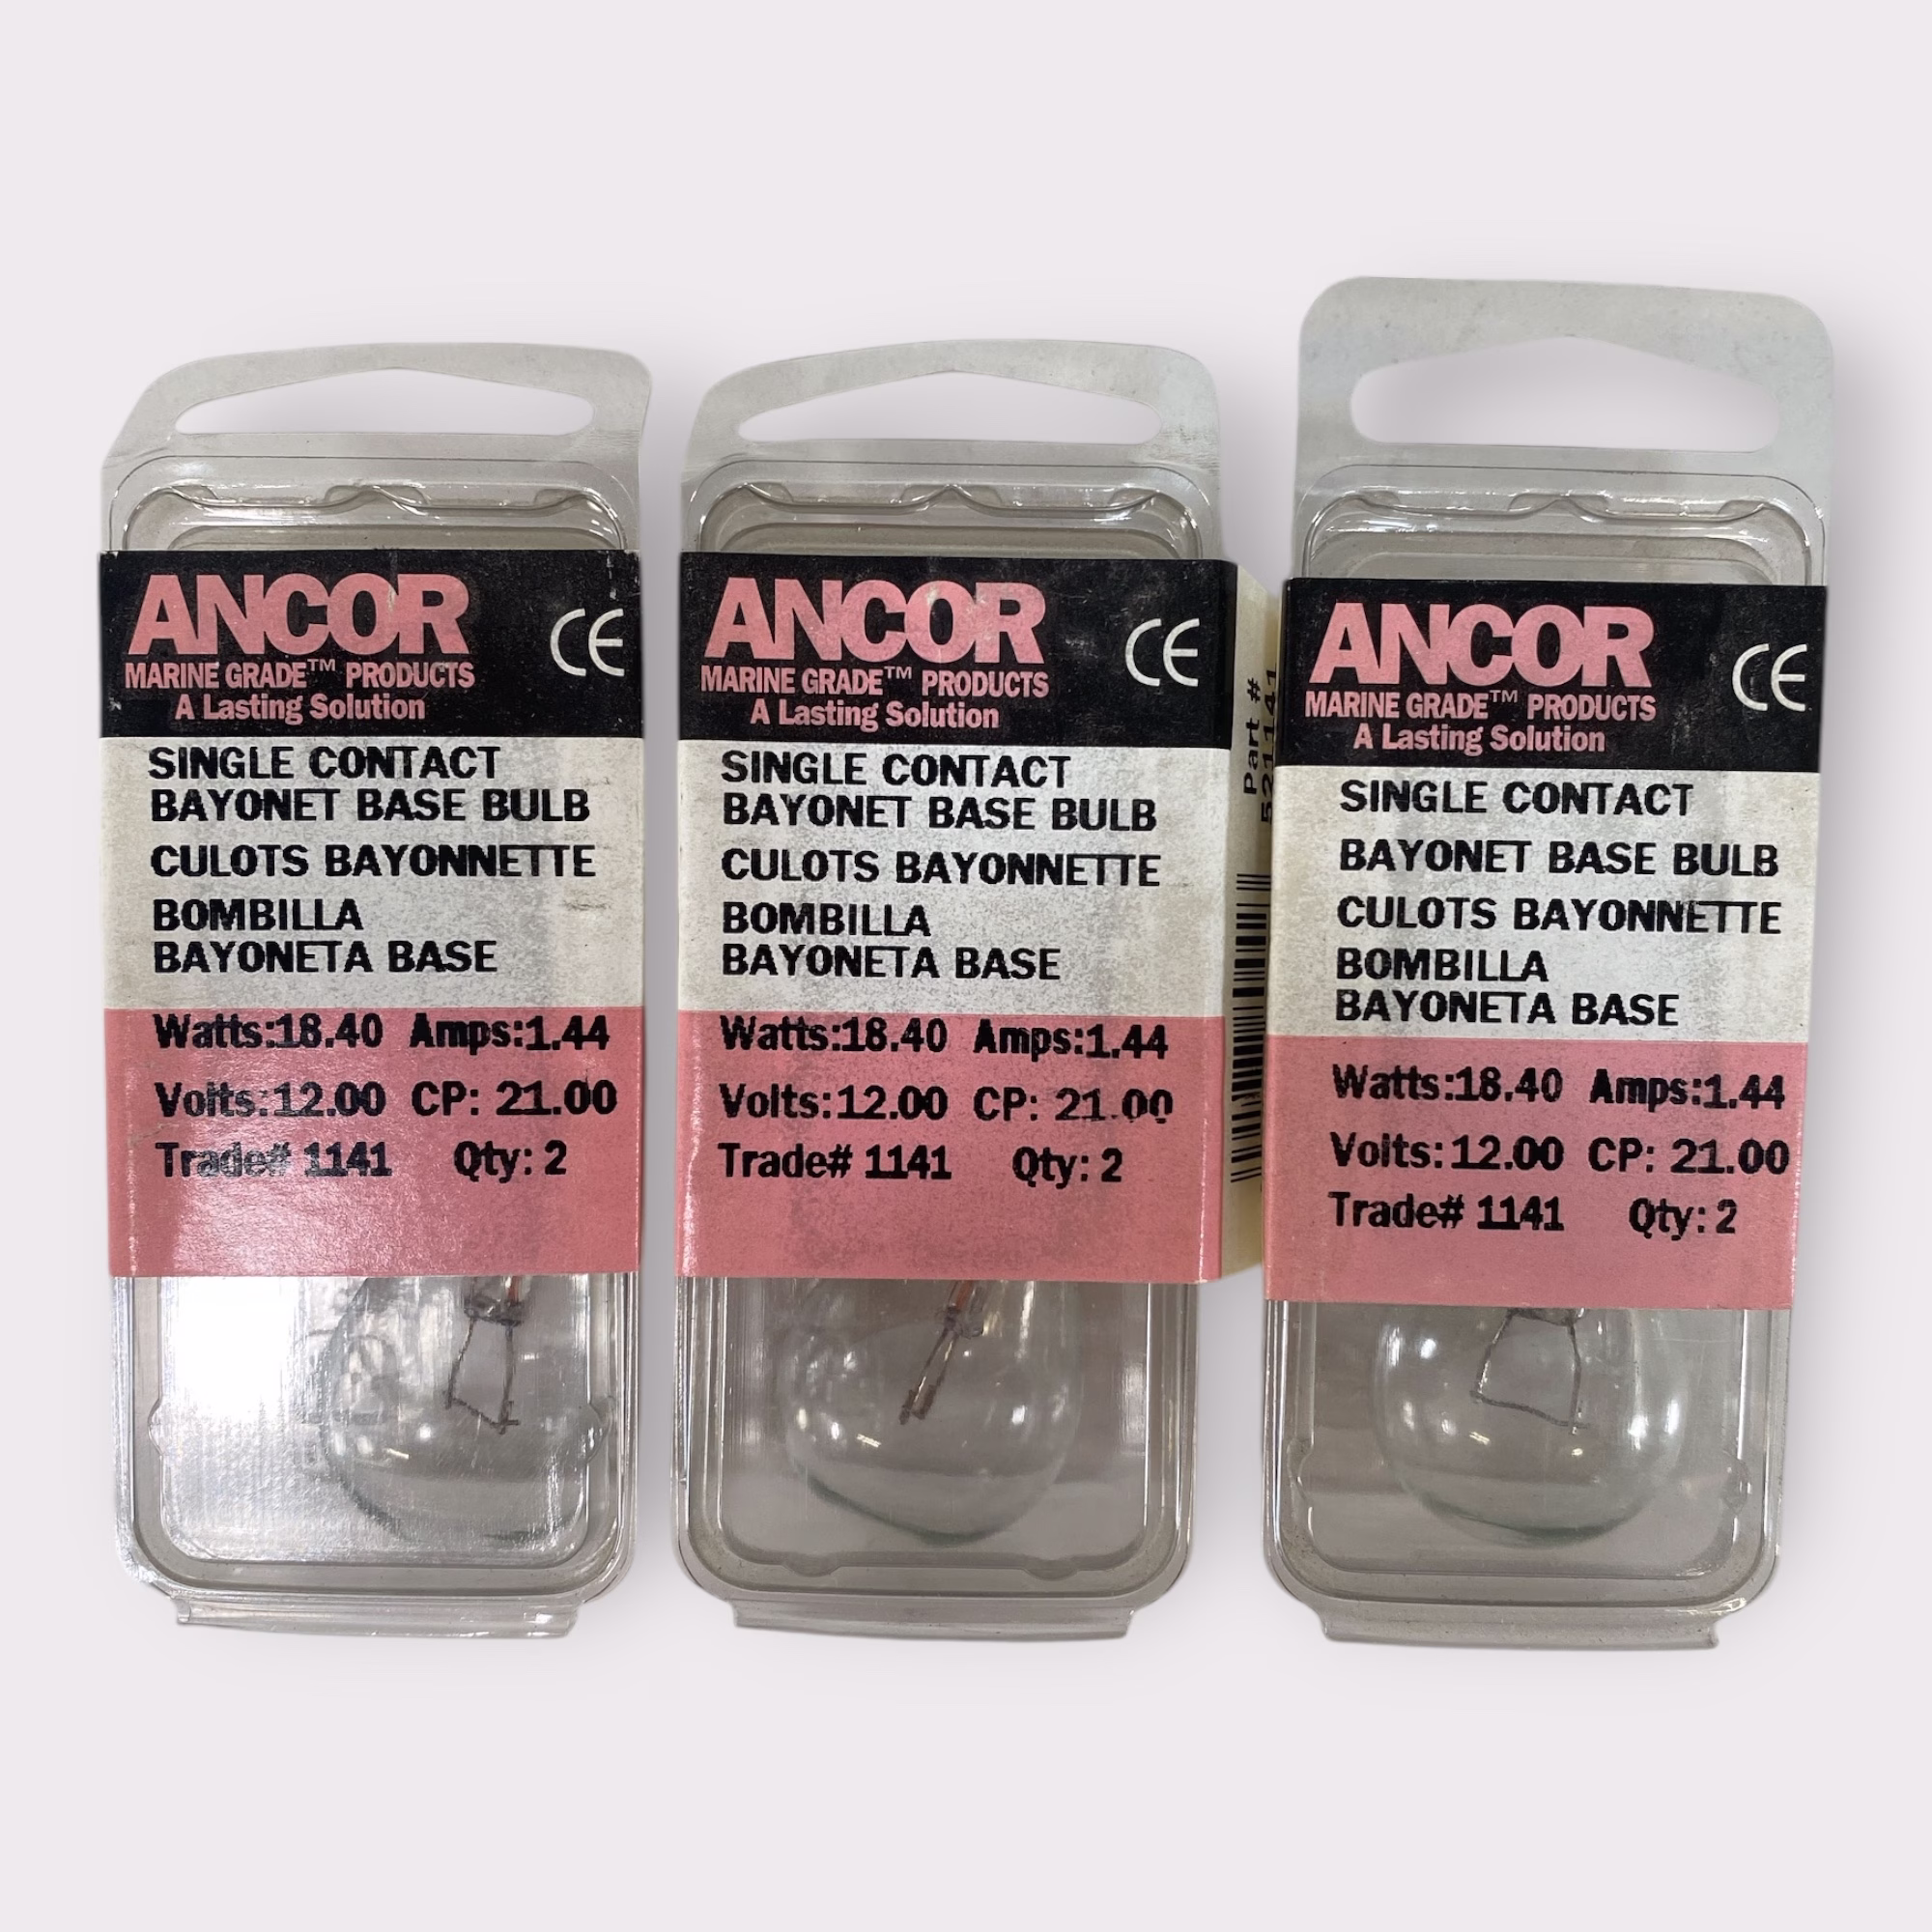 ANCOR
CE
MARINE GRADE™ PRODUCTS
A Lasting Solution
SINGLE CONTACT
BAYONET BASE BULB
CULOTS BAYONNETTE
BOMBILLA
BAYONETA BASE
Watts:18.40 Amps:1.44
Volts:12.00 CP: 21.00
Trade# 1141 Qty: 2
ANCOR
CE
MARINE GRADE™ PRODUCTS
A Lasting Solution
SINGLE CONTACT
BAYONET BASE BULB
CULOTS BAYONNETTE
BOMBILLA
BAYONETA BASE
Watts:18.40 Amps:1.44
Volts:12.00 CP: 21.00
Trade# 1141 Qty: 2
Part #
521141
ANCOR
CE
MARINE GRADE™ PRODUCTS
A Lasting Solution
SINGLE CONTACT
BAYONET BASE BULB
CULOTS BAYONNETTE
BOMBILLA
BAYONETA BASE
Watts:18.40 Amps:1.44
Volts:12.00 CP: 21.00
Trade# 1141 Qty: 2